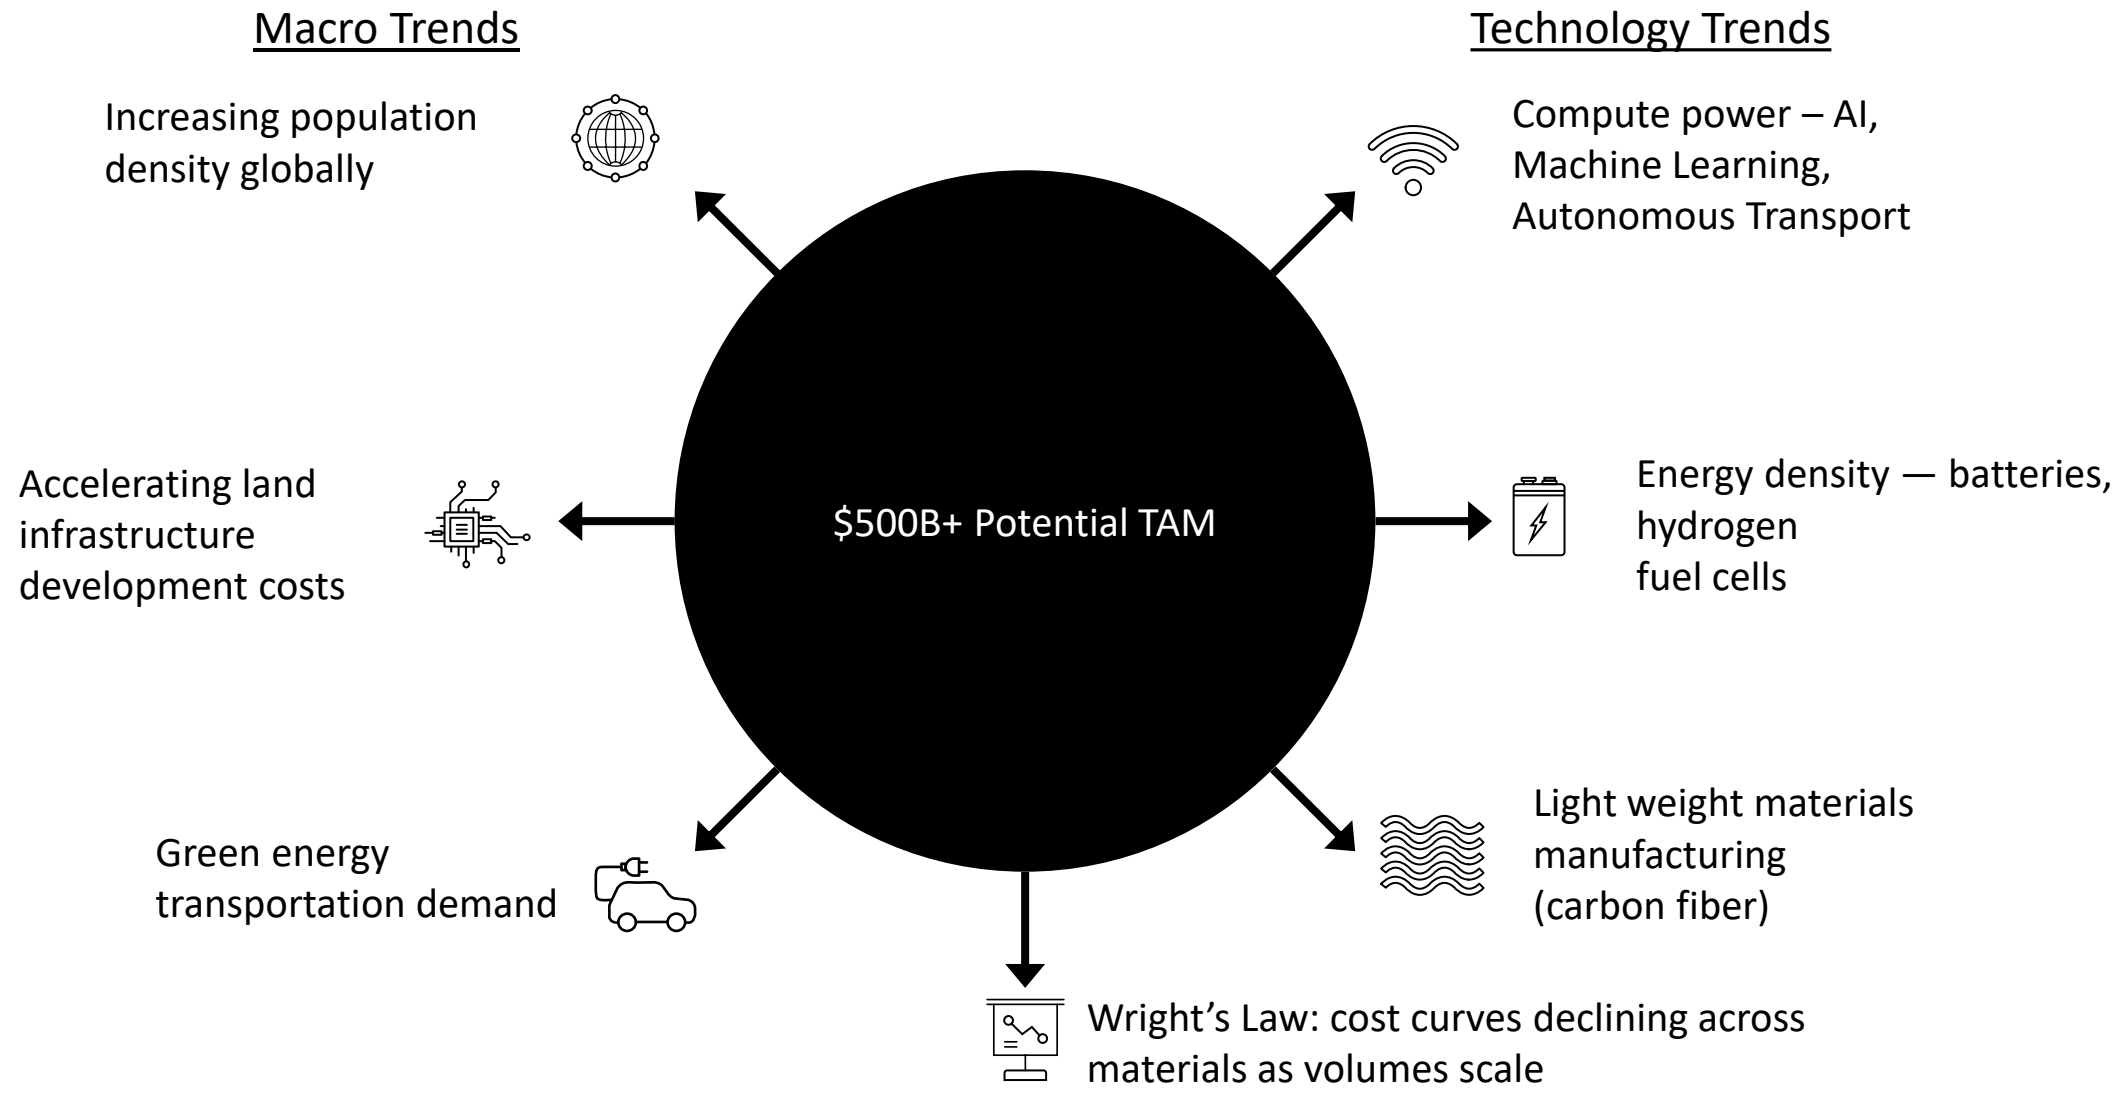 Macro Trends
Technology Trends
Increasing population
density globally
Compute power – AI,
Machine Learning,
Autonomous Transport
Accelerating land
infrastructure
development costs
$500B+ Potential TAM
Energy density — batteries,
hydrogen
fuel cells
Green energy
transportation demand
Light weight materials
manufacturing
(carbon fiber)
Wright’s Law: cost curves declining across
materials as volumes scale